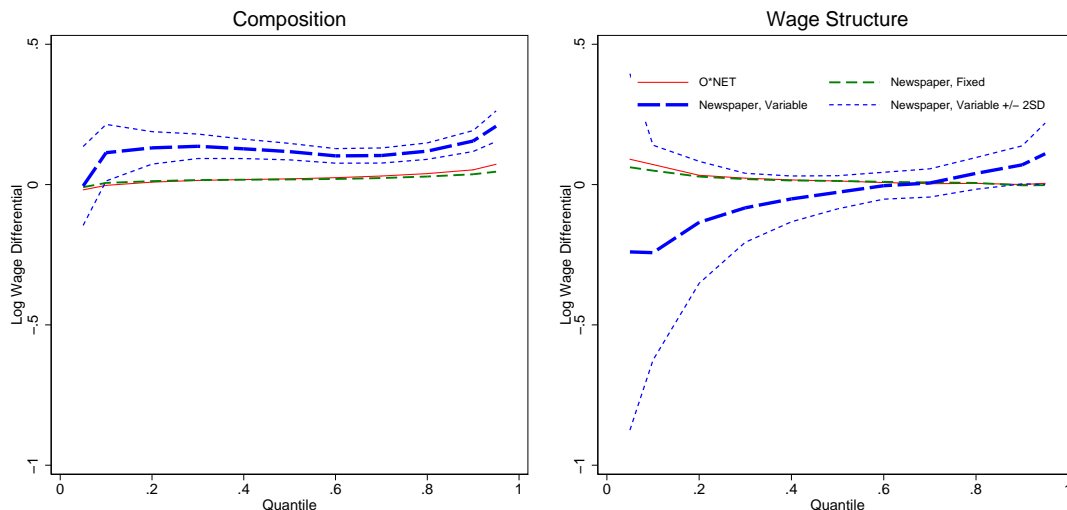 Composition
.5
0
−.5
−1
Log Wage Differential
0
.2
.4
.6
.8
1
Quantile
Wage Structure
O*NET
Newspaper, Fixed
Newspaper, Variable
Newspaper, Variable +/− 2SD
.5
0
−.5
−1
Log Wage Differential
0
.2
.4
.6
.8
1
Quantile